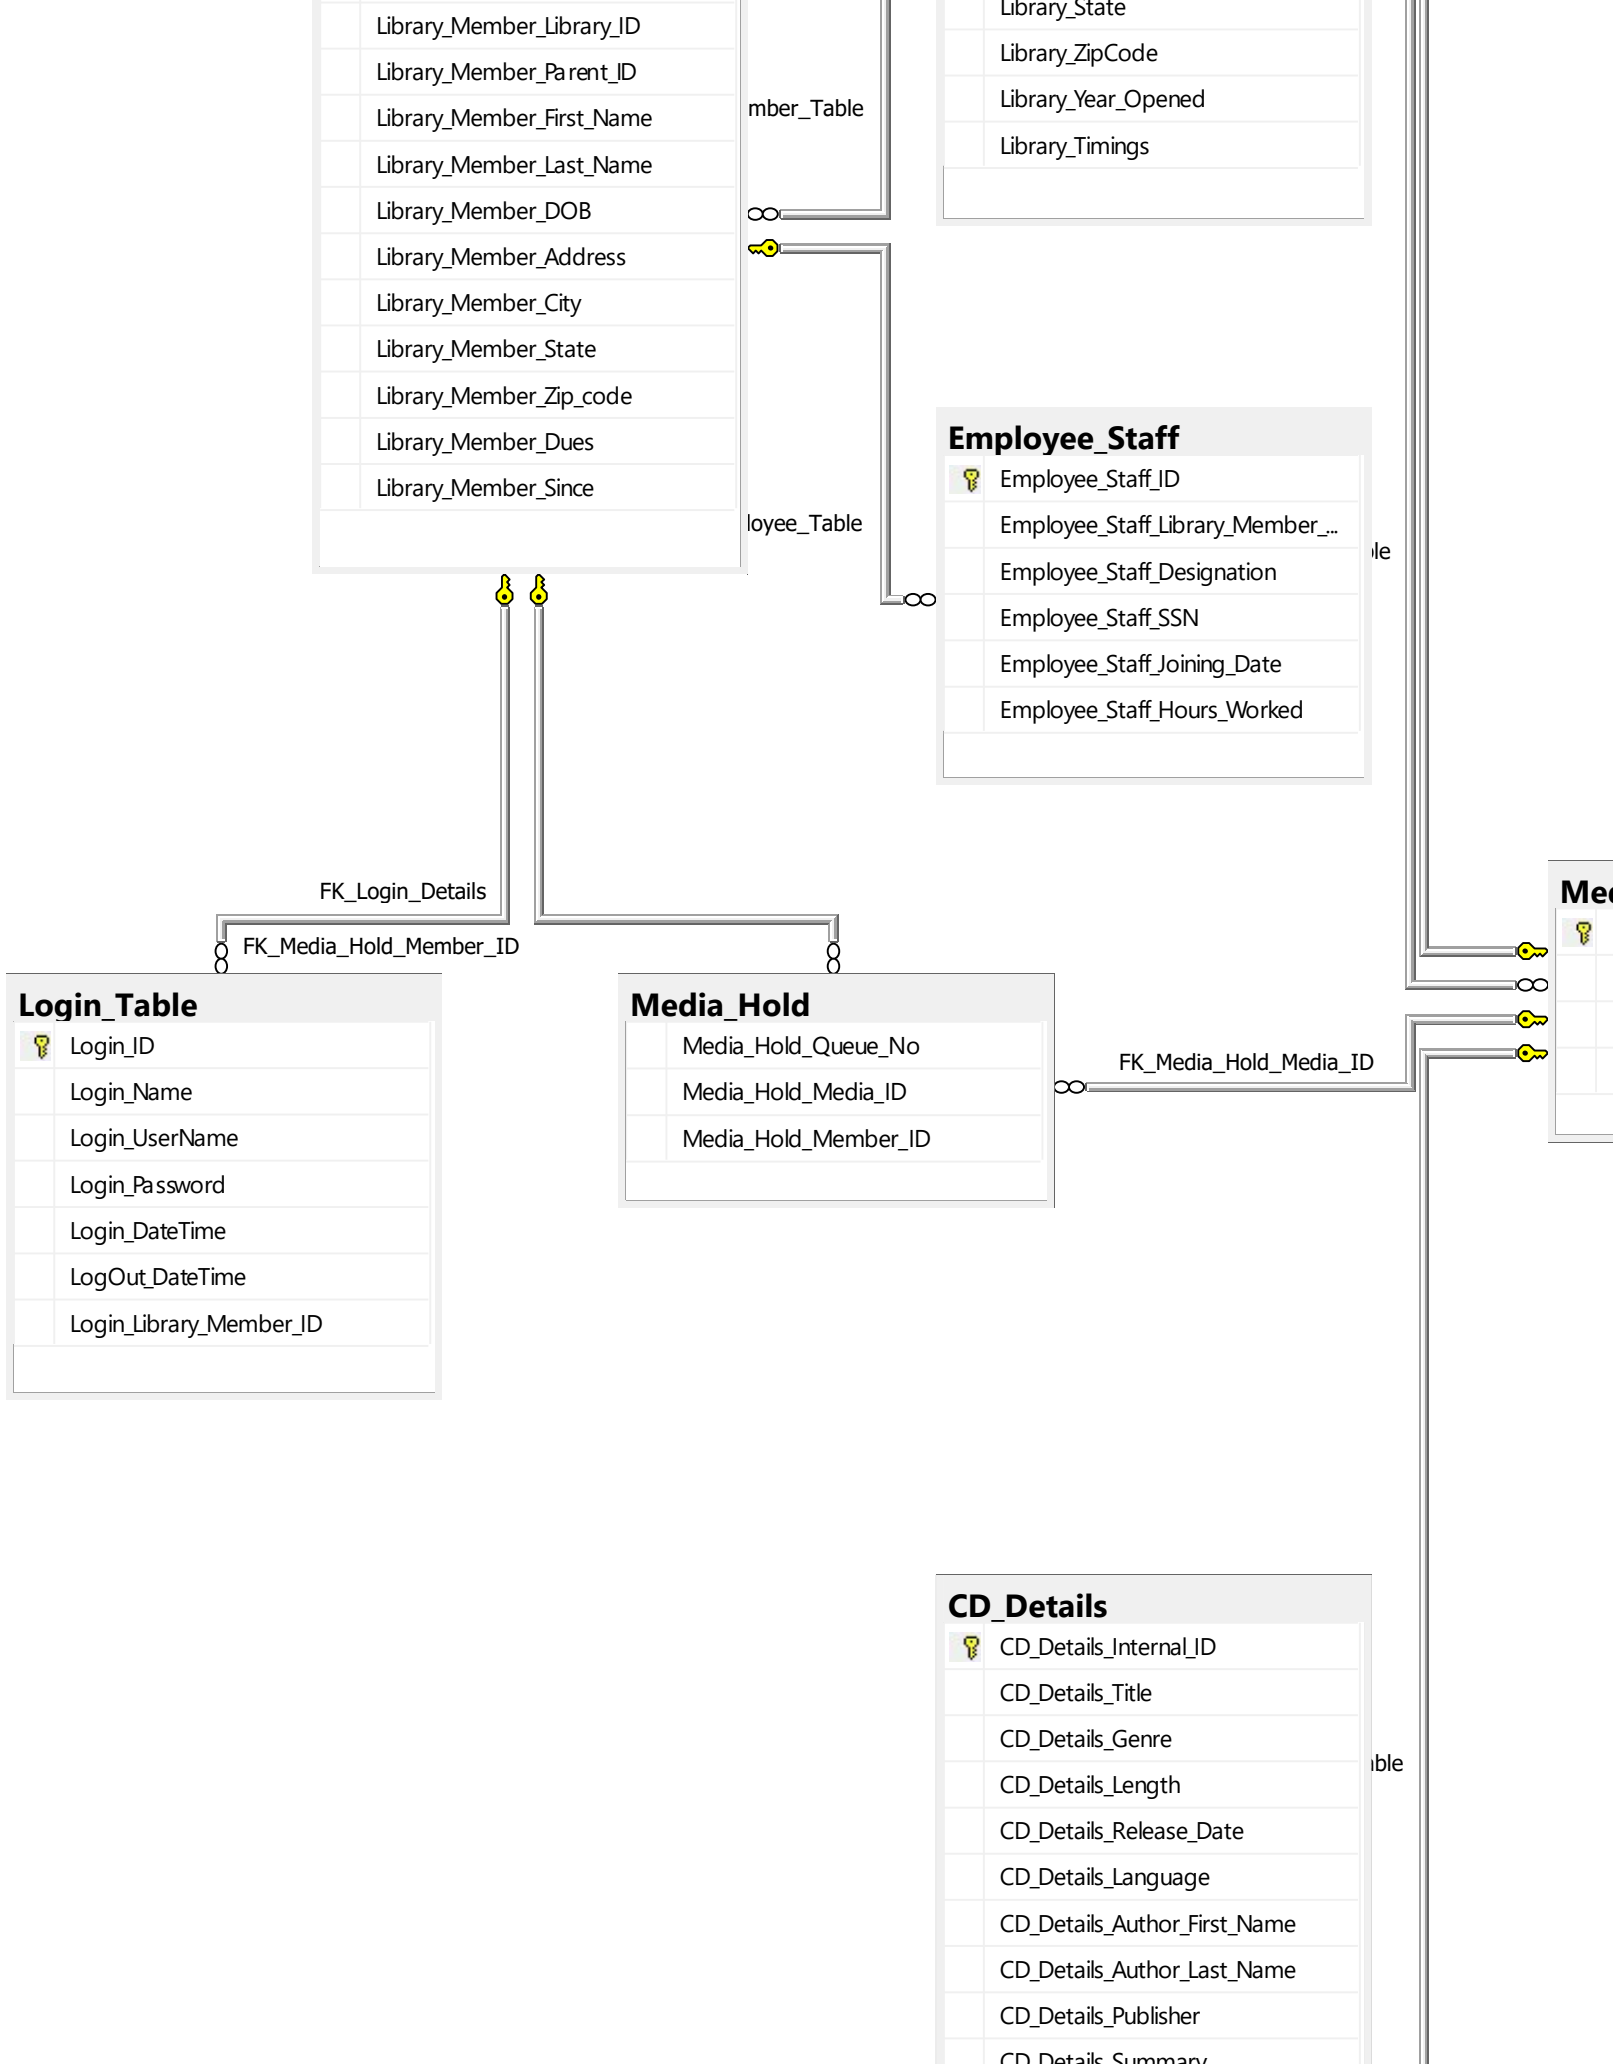 Library_Member_Library_ID
Library_Member_Parent_ID
Library_Member_First_Name
Library_Member_Last_Name
Library_Member_DOB
Library_Member_Address
Library_Member_City
Library_Member_State
Library_Member_Zip_code
Library_Member_Dues
Library_Member_Since
mber_Table
Library_State
Library_ZipCode
Library_Year_Opened
Library_Timings
loyee_Table
Employee_Staff
Employee_Staff_ID
Employee_Staff_Library_Member_...
Employee_Staff_Designation
Employee_Staff_SSN
Employee_Staff_Joining_Date
Employee_Staff_Hours_Worked
ble
FK_Login_Details
FK_Media_Hold_Member_ID
Login_Table
Login_ID
Login_Name
Login_UserName
Login_Password
Login_DateTime
LogOut_DateTime
Login_Library_Member_ID
Media_Hold
Media_Hold_Queue_No
Media_Hold_Media_ID
Media_Hold_Member_ID
FK_Media_Hold_Media_ID
CD_Details
CD_Details_Internal_ID
CD_Details_Title
CD_Details_Genre
CD_Details_Length
CD_Details_Release_Date
CD_Details_Language
CD_Details_Author_First_Name
CD_Details_Author_Last_Name
CD_Details_Publisher
CD_Details_Summary
able